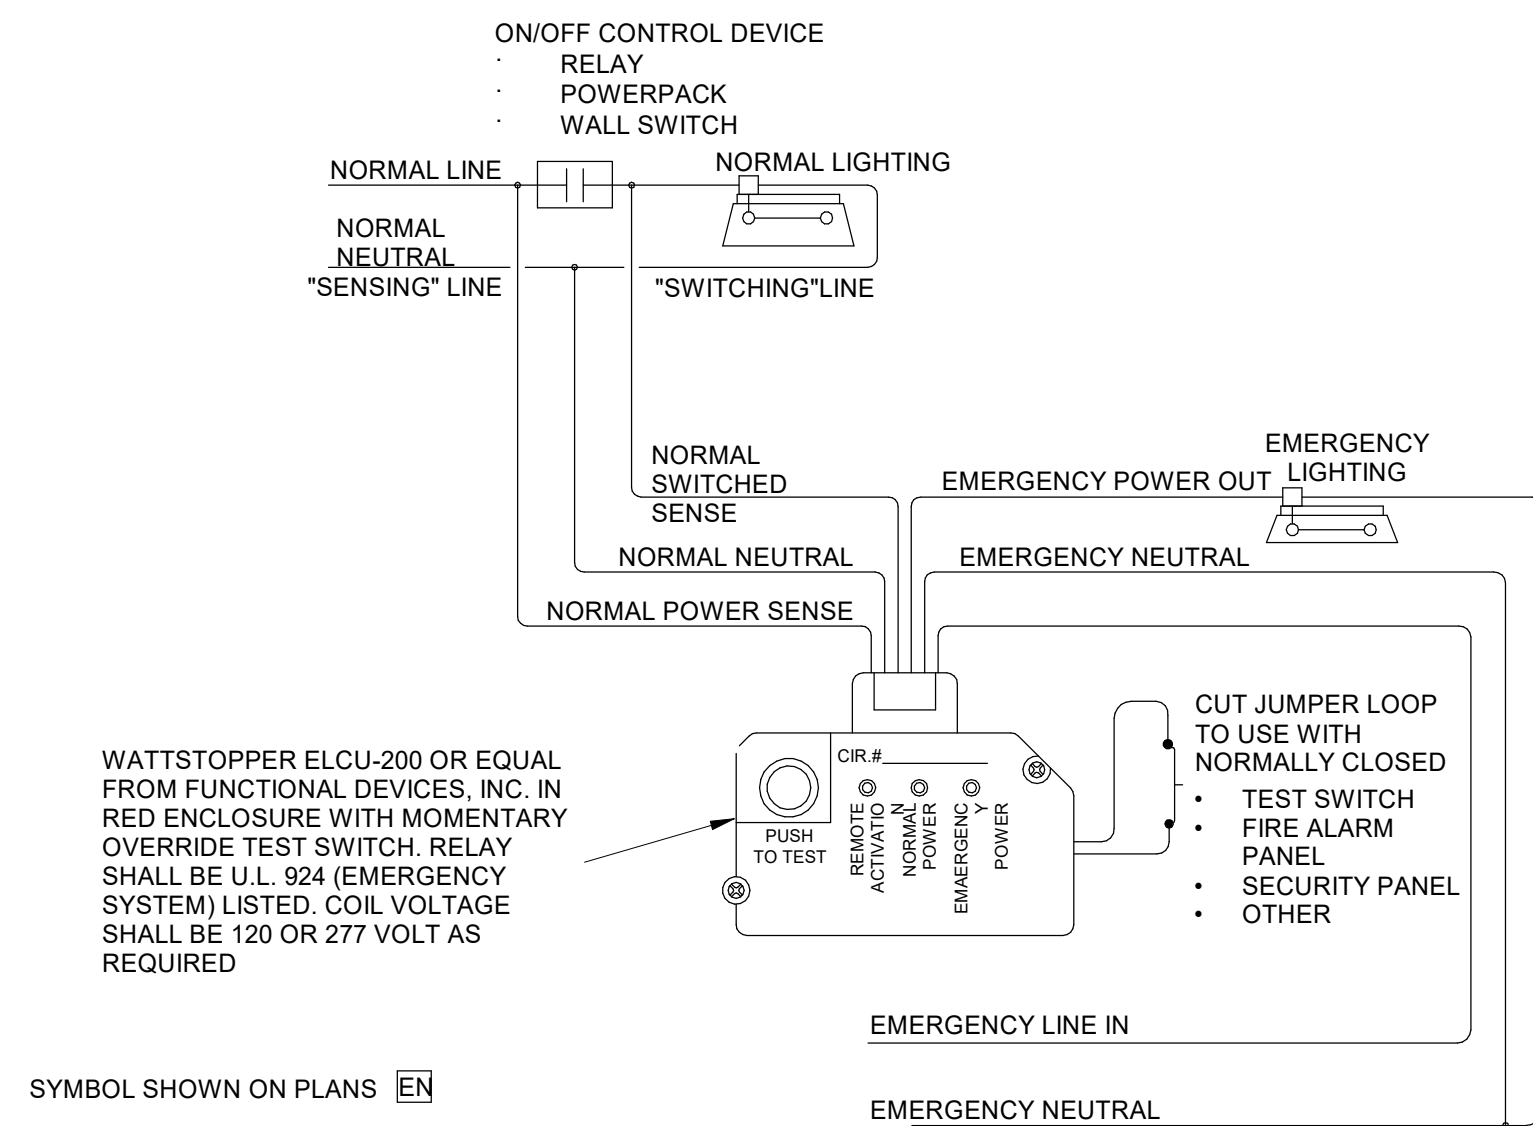 ON/OFF CONTROL DEVICE
· RELAY
· POWERPACK
· WALL SWITCH
NORMAL LINE
NORMAL LIGHTING
NORMAL
NEUTRAL
"SENSING" LINE
"SWITCHING"LINE
NORMAL
SWITCHED
SENSE
EMERGENCY POWER OUT
EMERGENCY
LIGHTING
NORMAL NEUTRAL
EMERGENCY NEUTRAL
NORMAL POWER SENSE
WATTSTOPPER ELCU-200 OR EQUAL
FROM FUNCTIONAL DEVICES, INC. IN
RED ENCLOSURE WITH MOMENTARY
OVERRIDE TEST SWITCH. RELAY
SHALL BE U.L. 924 (EMERGENCY
SYSTEM) LISTED. COIL VOLTAGE
SHALL BE 120 OR 277 VOLT AS
REQUIRED
CIR.#
PUSH
TO TEST
REMOTE
ACTIVATIO
N
NORMAL
POWER
EMAERGENC
Y
POWER
CUT JUMPER LOOP
TO USE WITH
NORMALLY CLOSED
• TEST SWITCH
• FIRE ALARM
PANEL
• SECURITY PANEL
• OTHER
EMERGENCY LINE IN
EMERGENCY NEUTRAL
SYMBOL SHOWN ON PLANS EN